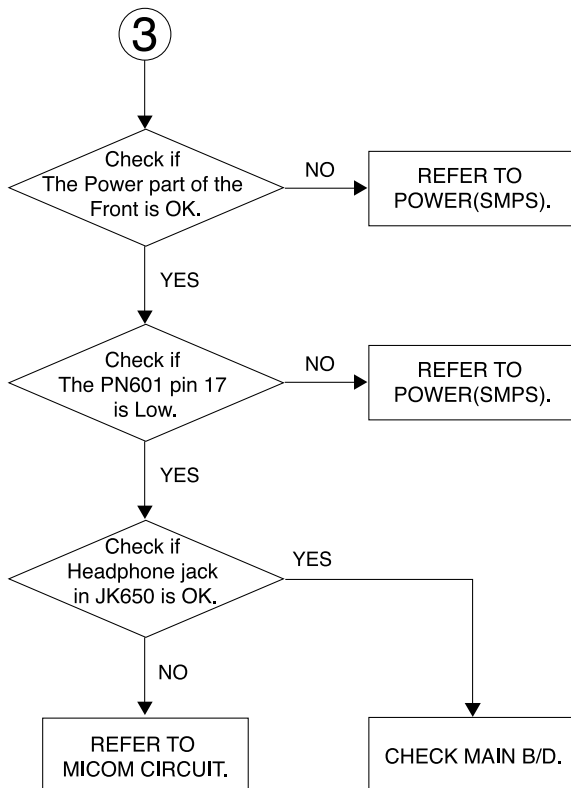 3
Check if
The Power part of the
Front is OK.
NO
REFER TO
POWER(SMPS).
YES
Check if
The PN601 pin 17
is Low.
NO
REFER TO
POWER(SMPS).
YES
Check if
Headphone jack
in JK650 is OK.
YES
NO
REFER TO
MICOM CIRCUIT.
CHECK MAIN B/D.